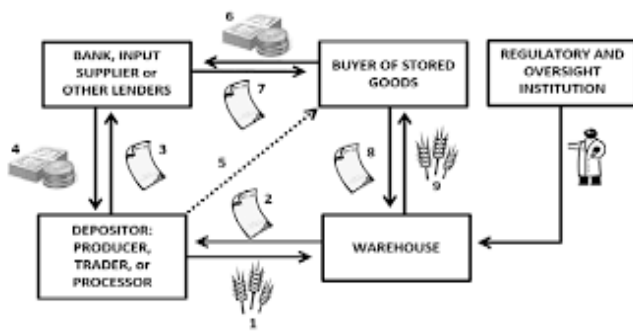 6
BANK, INPUT
SUPPLIER or
OTHER LENDERS
BUYER OF STORED
GOODS
REGULATORY AND
OVERSIGHT
INSTITUTION
7
4
3
5
8
9
2
DEPOSITOR:
PRODUCER,
TRADER, or
PROCESSOR
WAREHOUSE
1